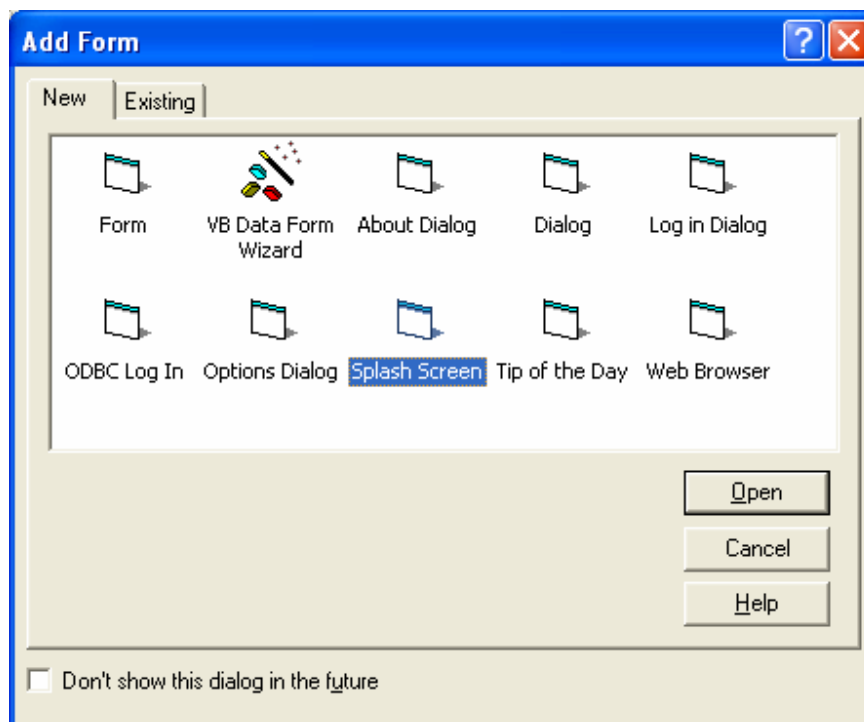 Add Form
New
Existing
Form
VB Data Form
Wizard
About Dialog
Dialog
Log in Dialog
ODBC Log In
Options Dialog
Splash Screen
Tip of the Day
Web Browser
Open
Cancel
Help
Don't show this dialog in the future